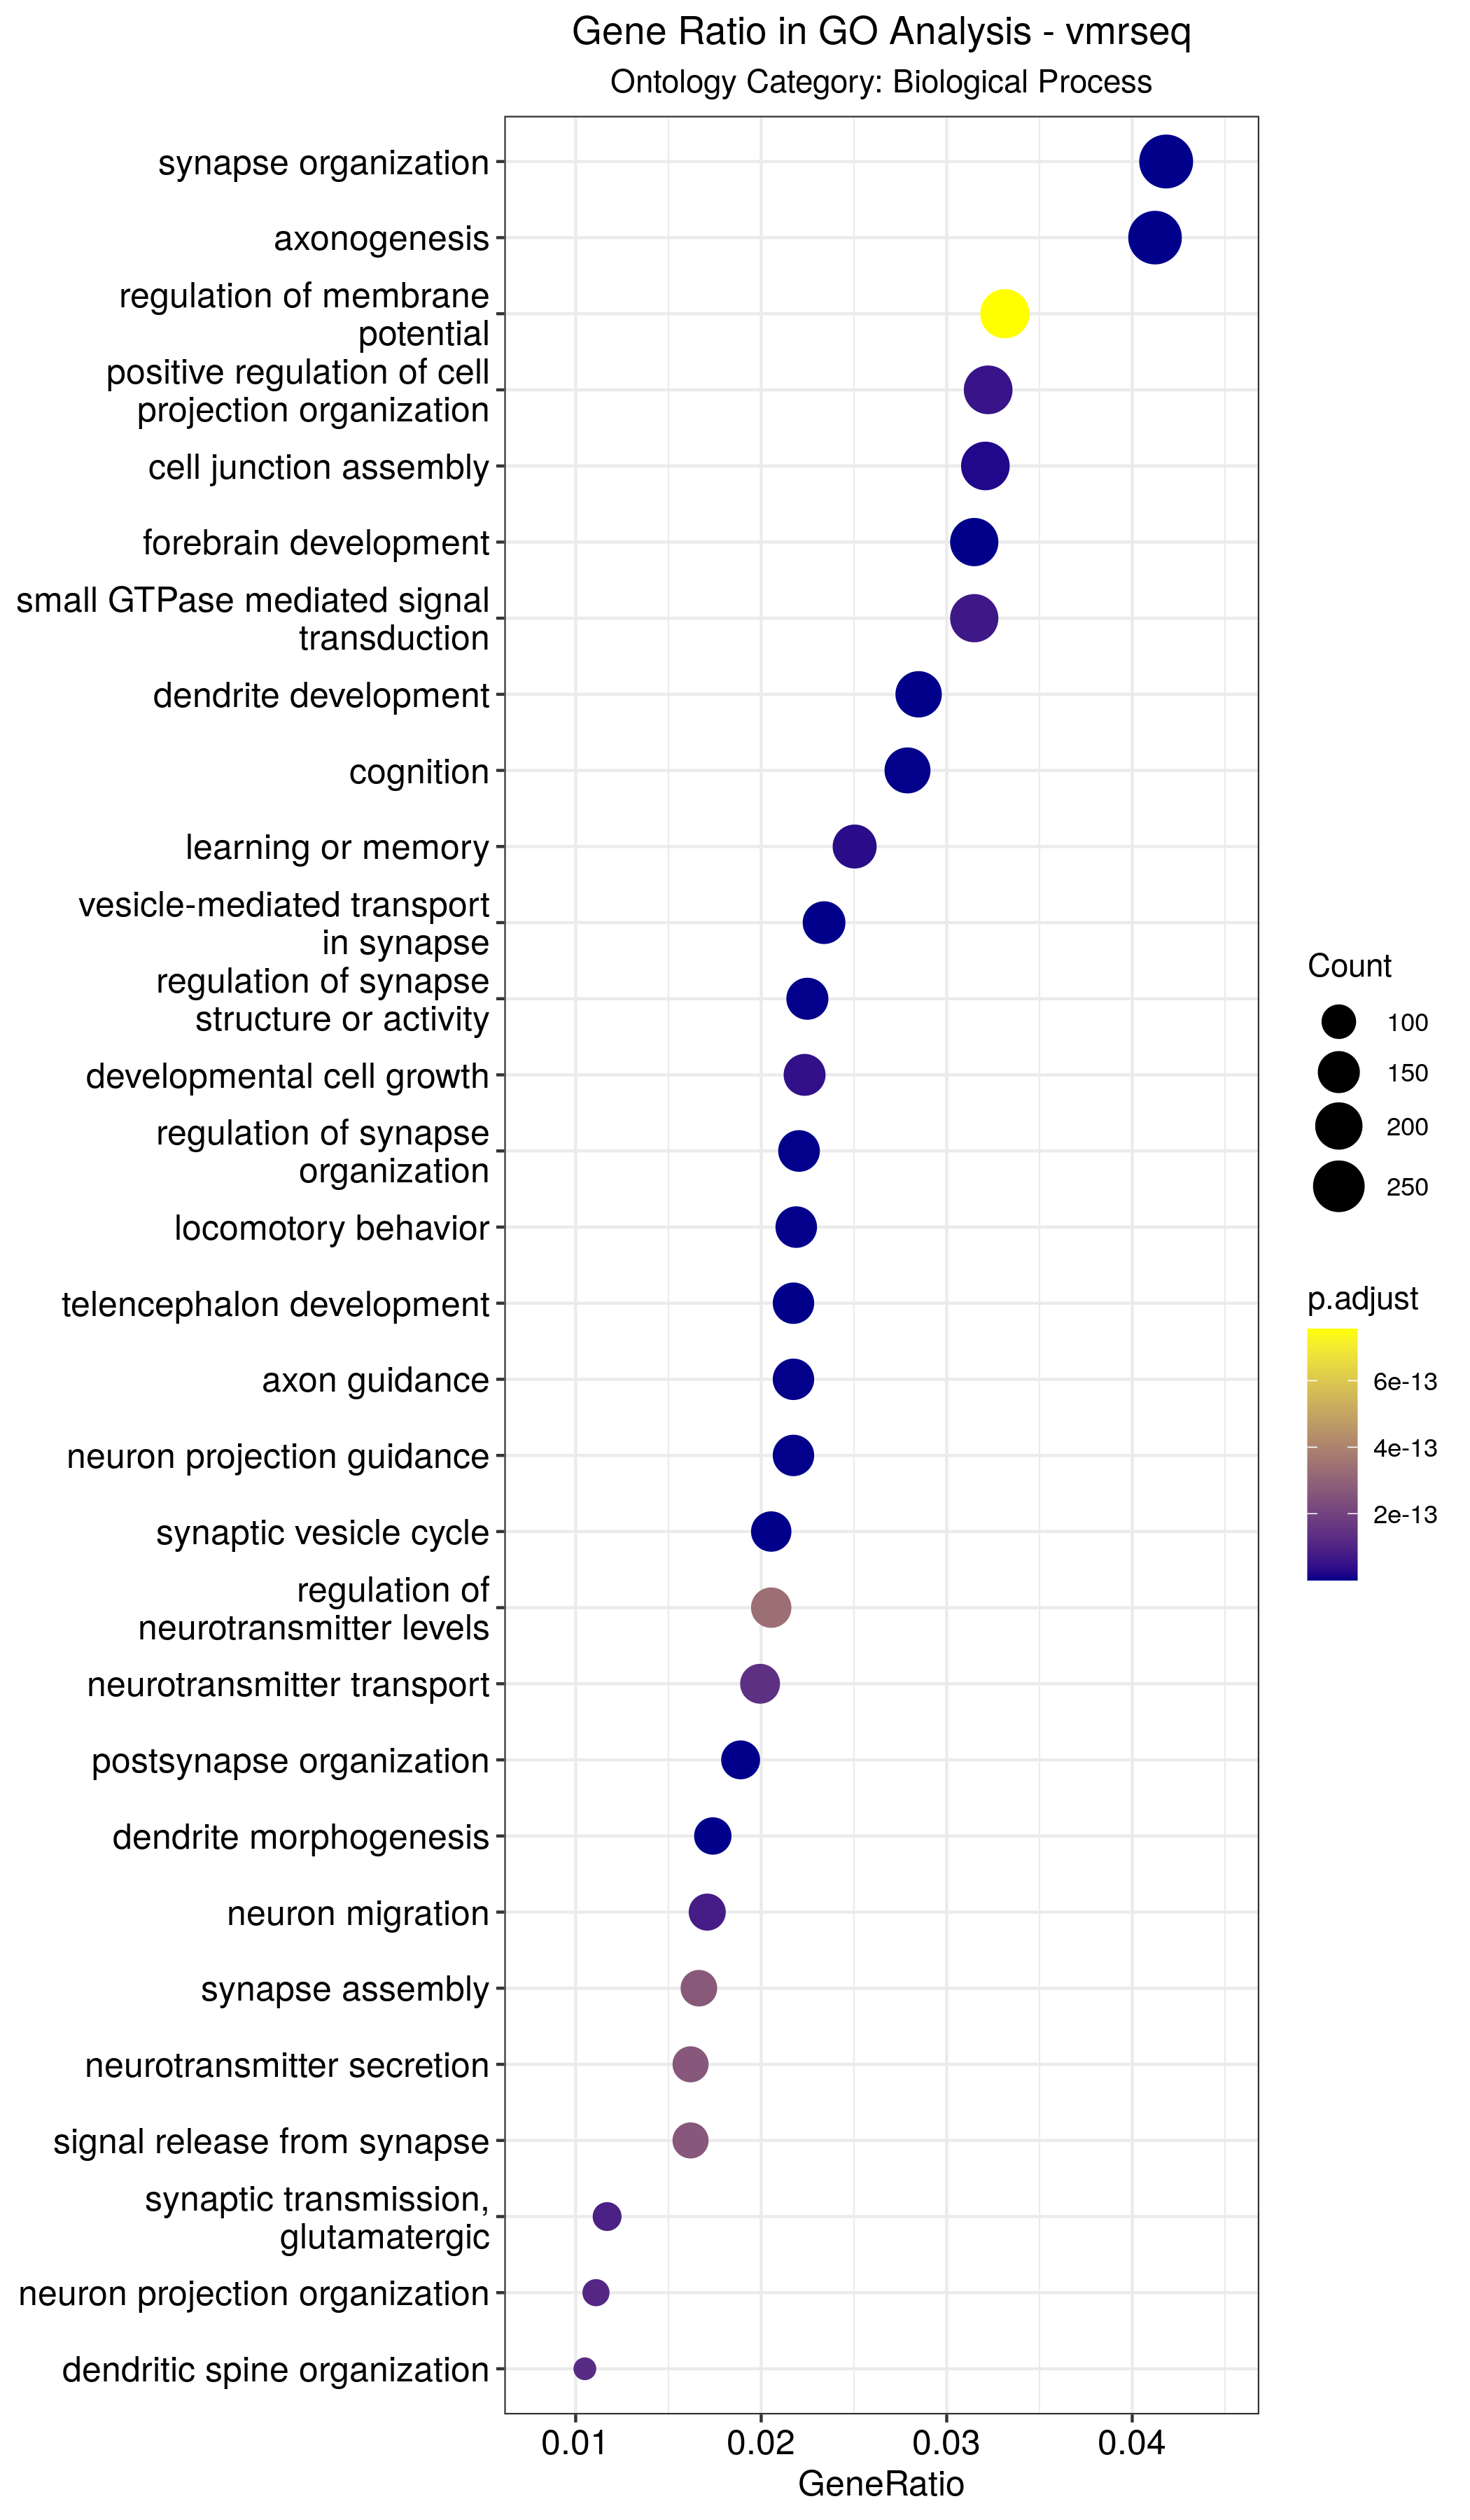 Gene Ratio in GO Analysis - vmrseq
Ontology Category: Biological Process
synapse organization
axonogenesis
regulation of membrane
potential
positive regulation of cell
projection organization
cell junction assembly
forebrain development
small GTPase mediated signal
transduction
dendrite development
cognition
learning or memory
vesicle-mediated transport
in synapse
regulation of synapse
structure or activity
developmental cell growth
regulation of synapse
organization
locomotory behavior
telencephalon development
axon guidance
neuron projection guidance
synaptic vesicle cycle
regulation of
neurotransmitter levels
neurotransmitter transport
postsynapse organization
dendrite morphogenesis
neuron migration
synapse assembly
neurotransmitter secretion
signal release from synapse
synaptic transmission,
glutamatergic
neuron projection organization
dendritic spine organization
0.01 0.02 0.03 0.04
GeneRatio
Count
100
150
200
250
p.adjust
6e-13
4e-13
2e-13